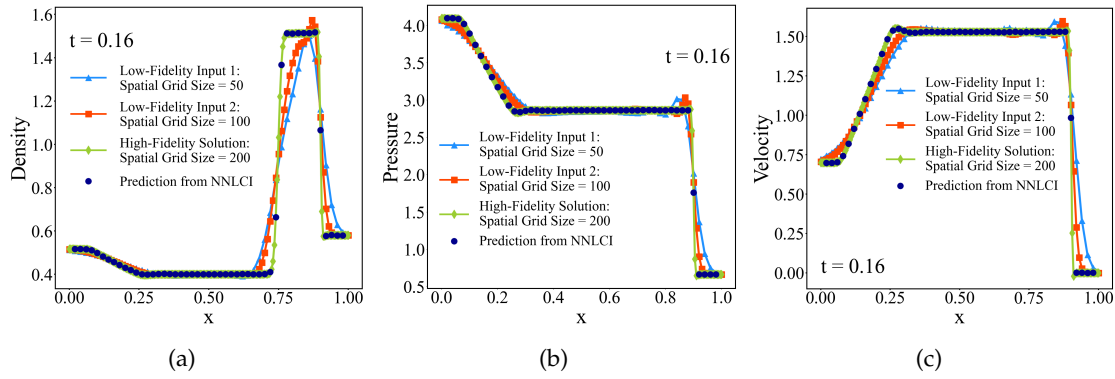 1.6
1.4
1.2
1.0
0.8
0.6
0.4
Density
t = 0.16
Low-Fidelity Input 1:
Spatial Grid Size = 50
Low-Fidelity Input 2:
Spatial Grid Size = 100
High-Fidelity Solution:
Spatial Grid Size = 200
Prediction from NNLCI
0.00 0.25 0.50 0.75 1.00
x
(a)
4.0
3.5
3.0
2.5
2.0
1.5
1.0
0.5
Pressure
t = 0.16
Low-Fidelity Input 1:
Spatial Grid Size = 50
Low-Fidelity Input 2:
Spatial Grid Size = 100
High-Fidelity Solution:
Spatial Grid Size = 200
Prediction from NNLCI
0.0 0.2 0.4 0.6 0.8 1.0
x
(b)
1.50
1.25
1.00
0.75
0.50
0.25
0.00
Velocity
Low-Fidelity Input 1:
Spatial Grid Size = 50
Low-Fidelity Input 2:
Spatial Grid Size = 100
High-Fidelity Solution:
Spatial Grid Size = 200
Prediction from NNLCI
t = 0.16
0.00 0.25 0.50 0.75 1.00
x
(c)